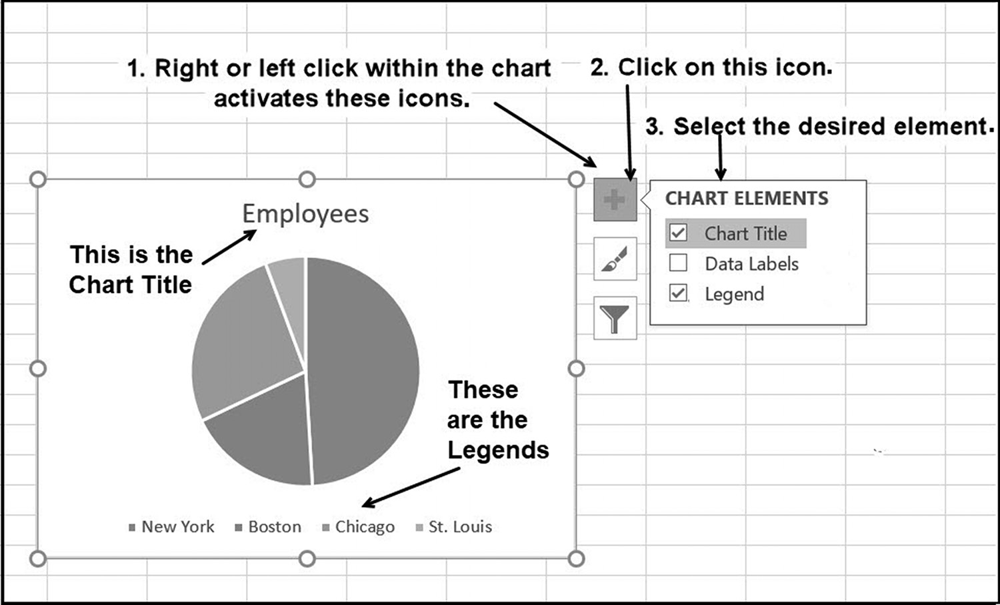 1. Right or left click within the chart
activates these icons.
2. Click on this icon.
3. Select the desired element.
CHART ELEMENTS
Chart Title
Data Labels
Legend
Employees
This is the
Chart Title
These
are the
Legends
New York Boston Chicago St. Louis